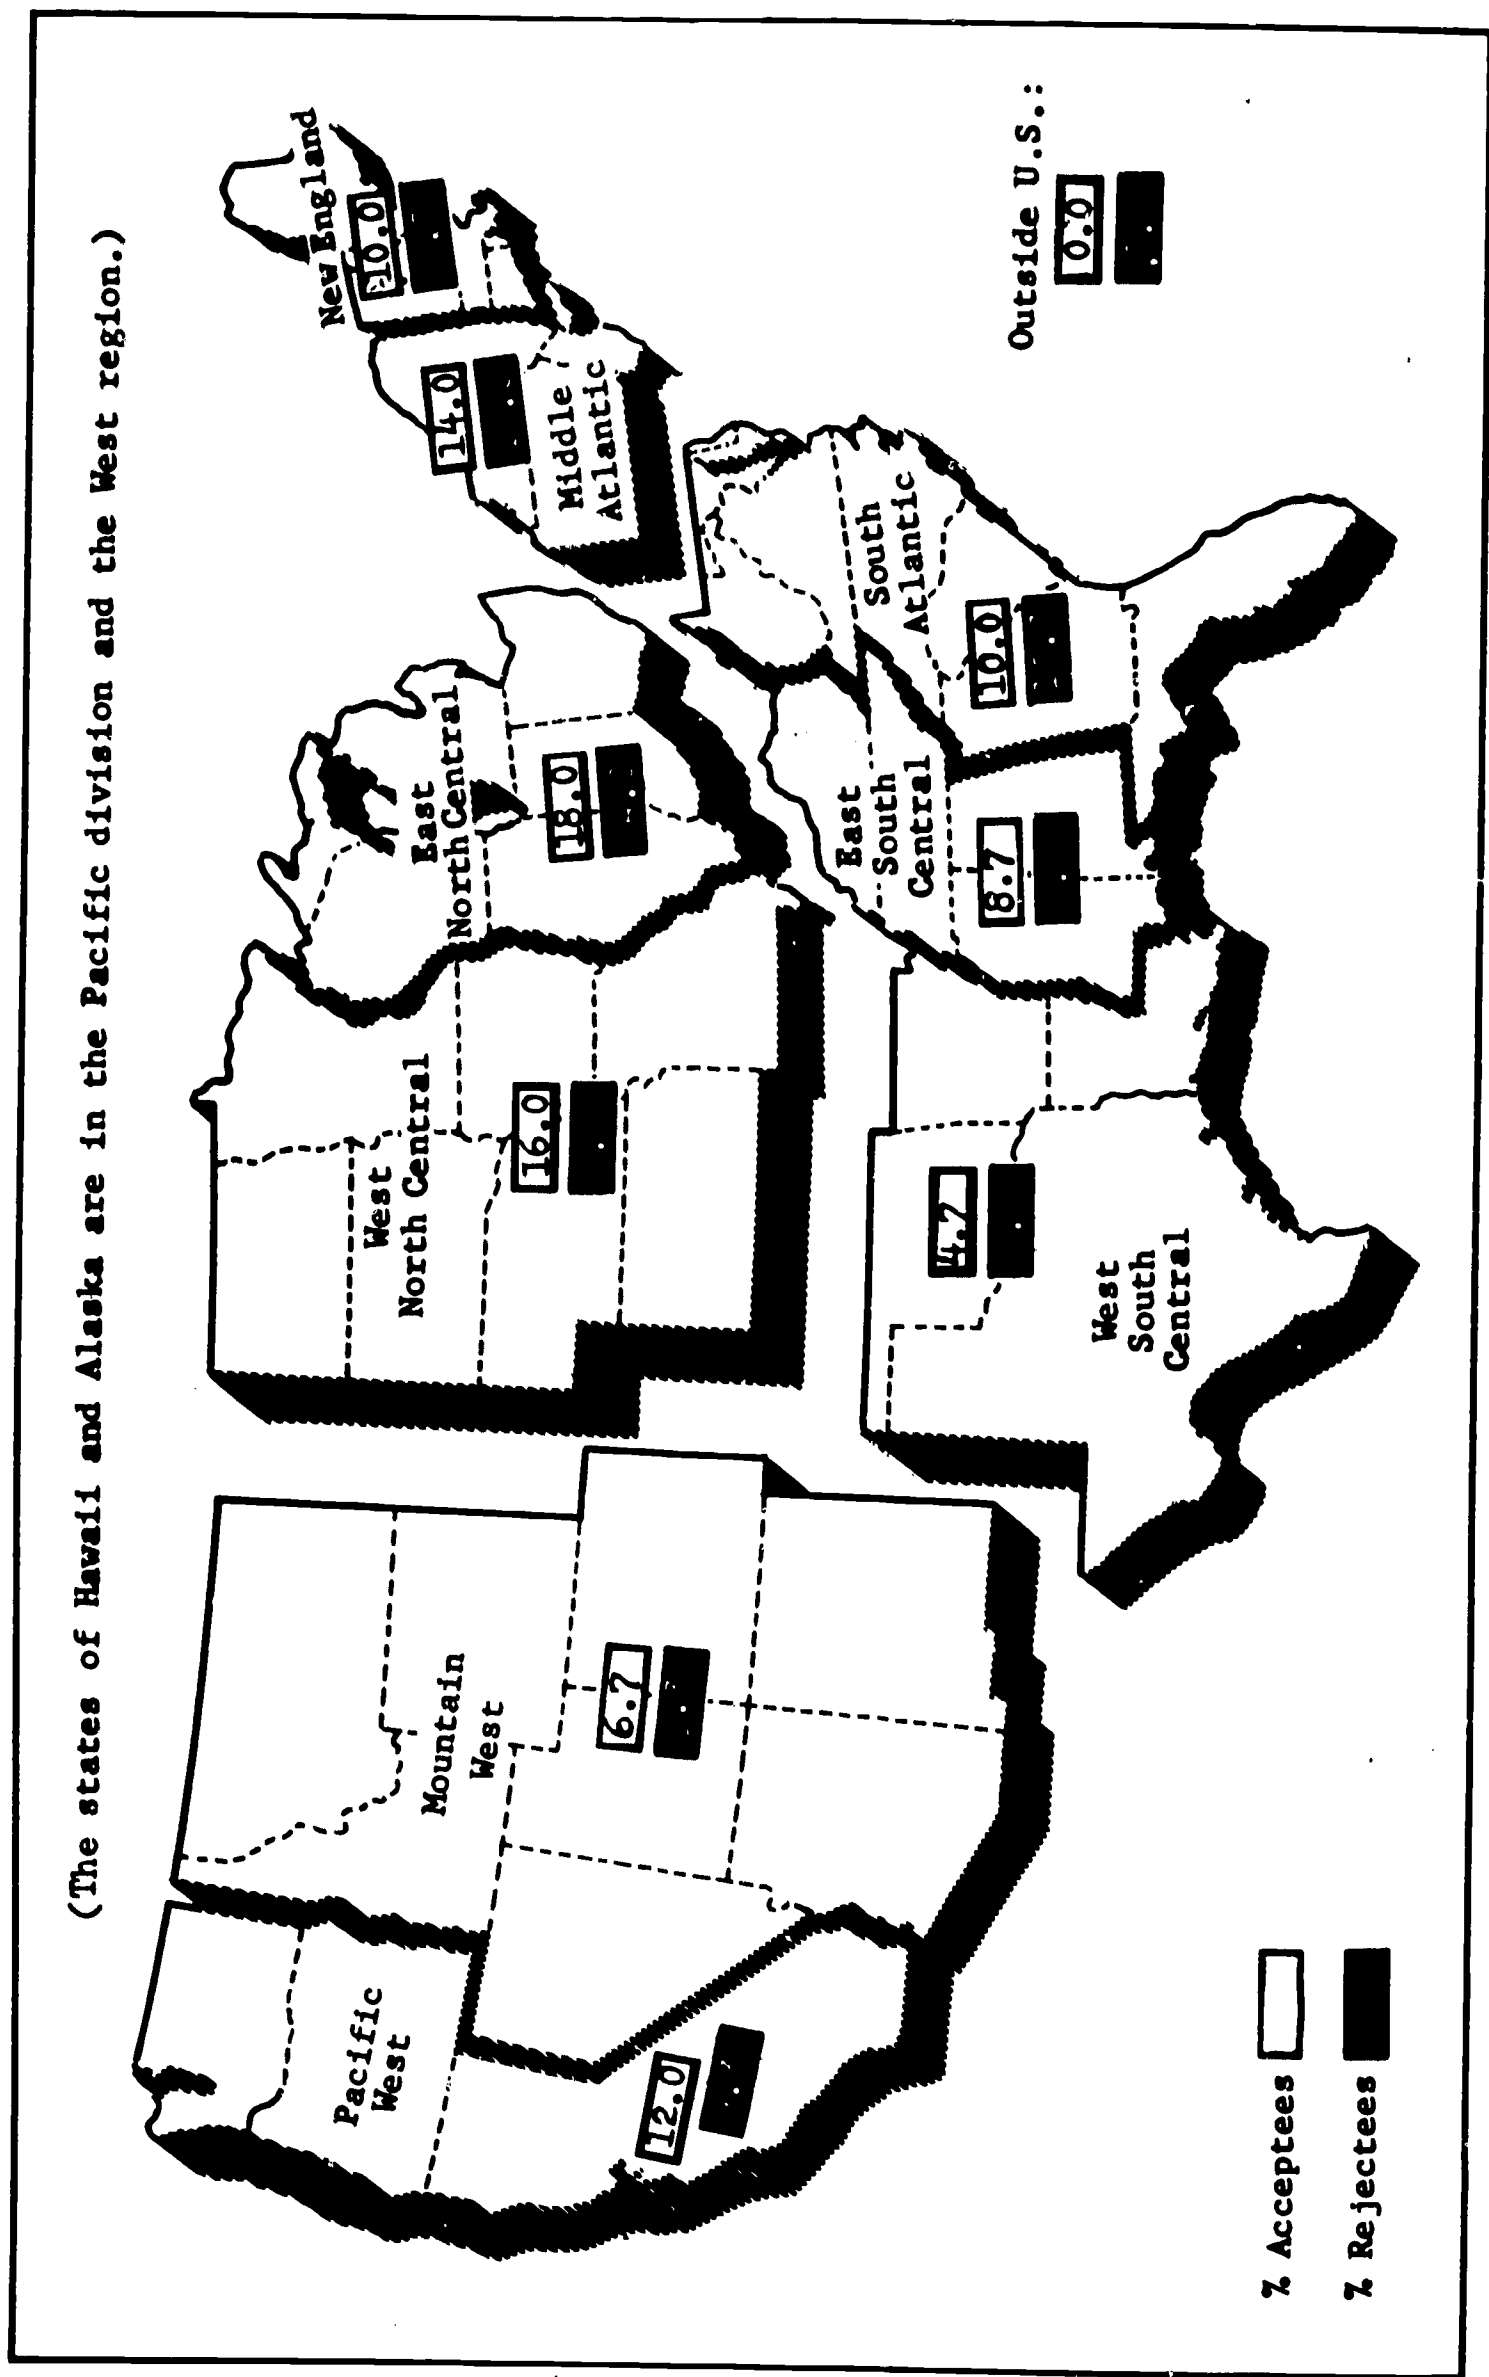 (The states of Hawaii and Alaska are in the Pacific division and the West region.)
Pacific
West
12.0
Mountain
West
6.7
West
North Central
16.0
East
North Central
18.0
Middle
Atlantic
14.0
New England
10.0
West
South
Central
4.7
East
South
Central
8.7
South
Atlantic
10.0
Outside U.S.:
0.0
% Acceptees
% Rejectees